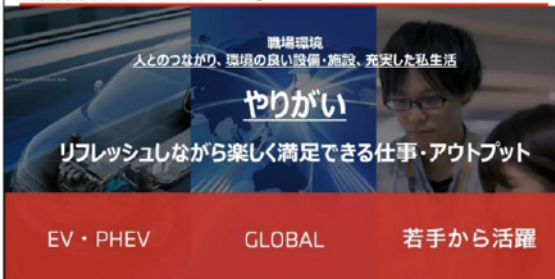 職場環境
人とのつながり、環境の良い設備・施設、充実した私生活
やりがい
リフレッシュしながら楽しく満足できる仕事・アウトプット
EV・PHEV
GLOBAL
若手から活躍